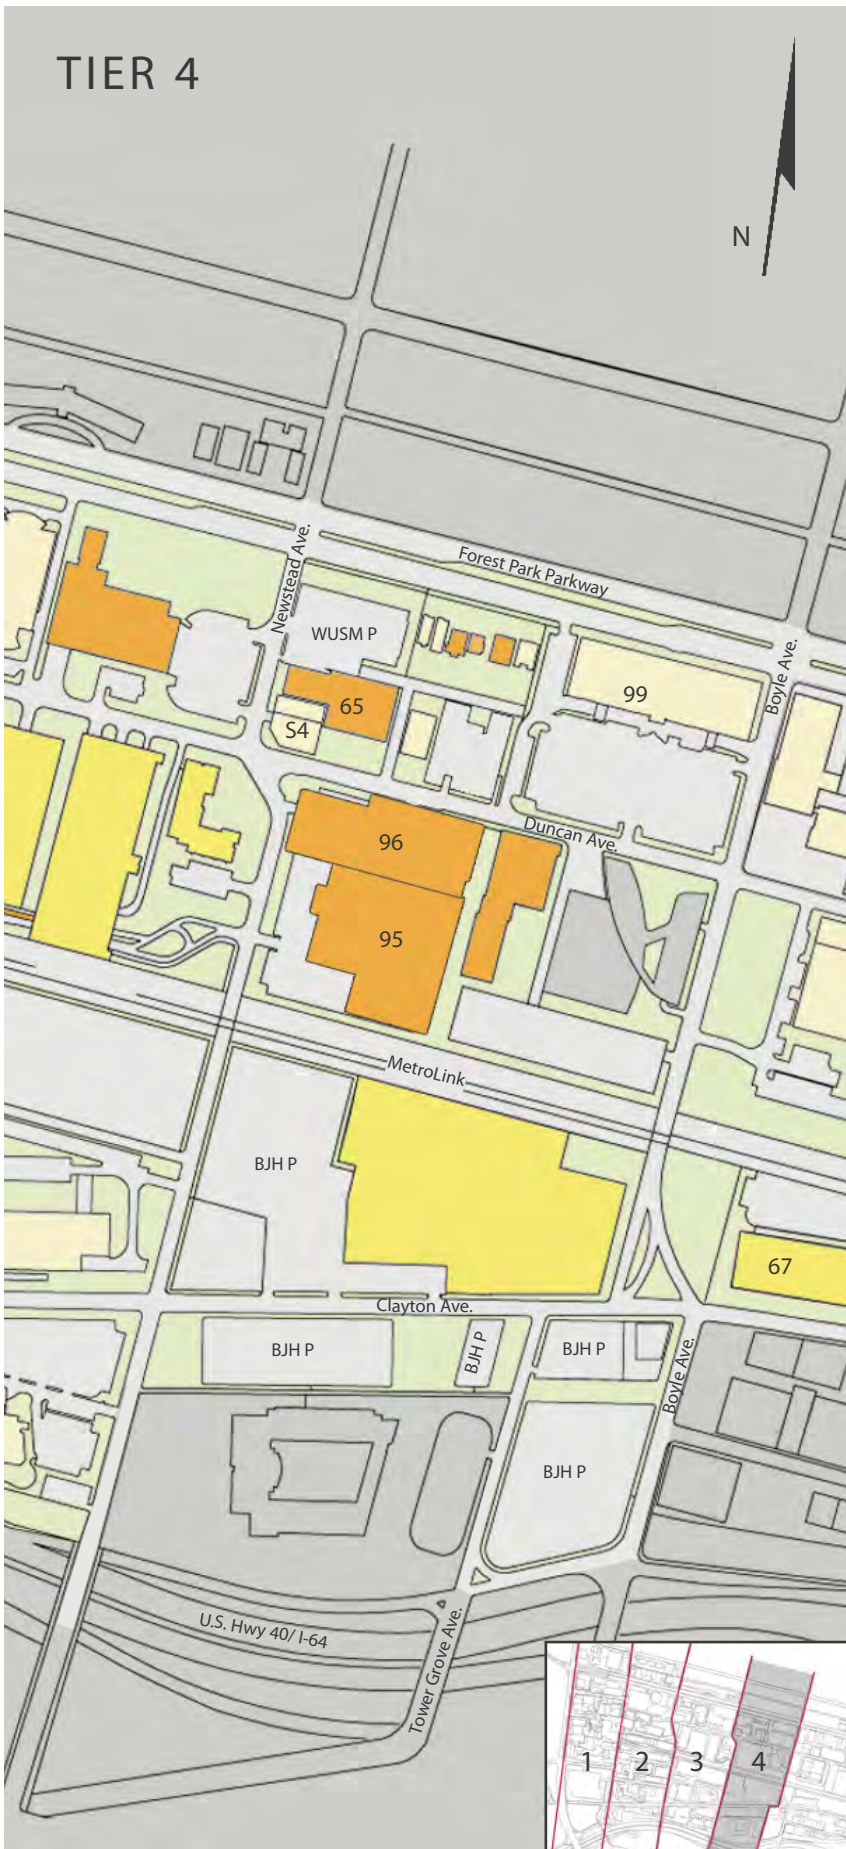 TIER 4
N
Forest Park Parkway
Newstead Ave.
WUSM P
Boyle Ave.
65
99
S4
96
Duncan Ave.
95
MetroLink
BJH P
67
Clayton Ave.
BJH P
BJH P
BJH P
Boyle Ave.
BJH P
U.S. Hwy 40/ I-64
Tower Grove Ave.
1
2
3
4